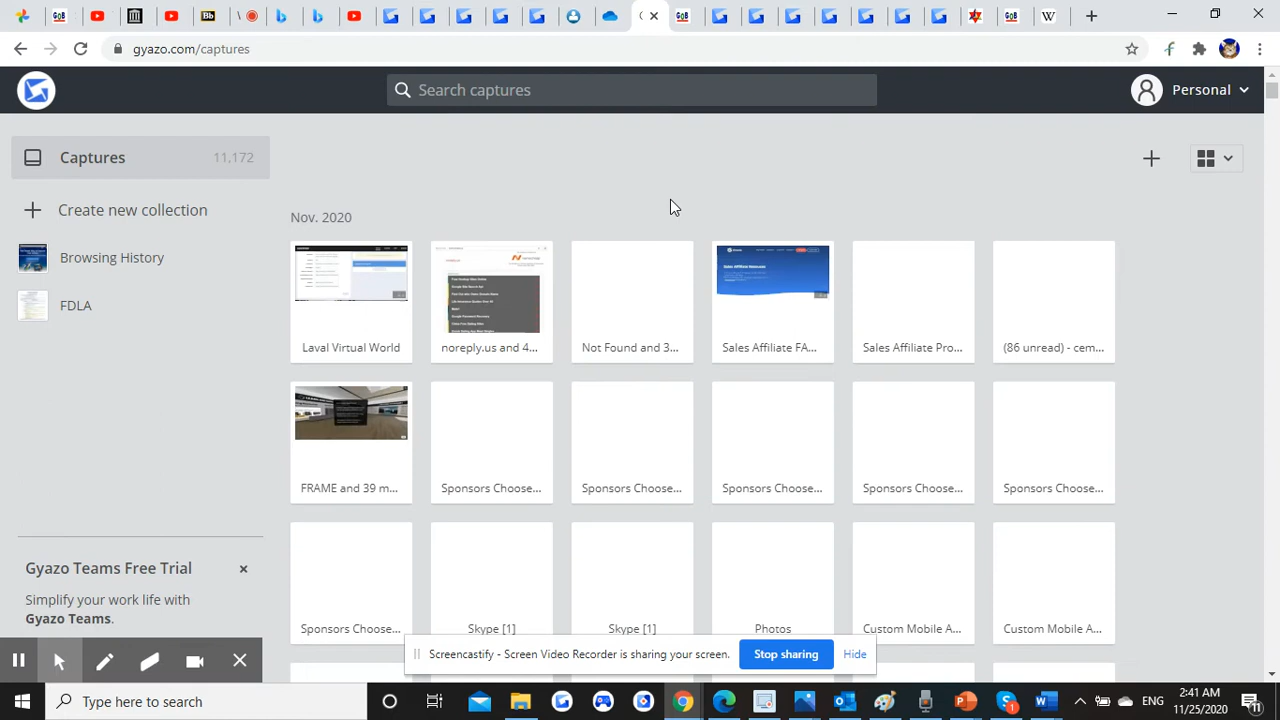 gyazo.com/captures
Search captures
Personal
Captures 11,172
Create new collection
Browsing History
FDLA
Nov. 2020
Laval Virtual World
noreply.us and 4...
Not Found and 3...
Sales Affiliate FA...
Sales Affiliate Pro...
(86 unread) - cem...
FRAME and 39 m...
Sponsors Choose...
Sponsors Choose...
Sponsors Choose...
Sponsors Choose...
Sponsors Choose...
Sponsors Choose...
Skype [1]
Skype [1]
Photos
Custom Mobile A...
Custom Mobile A...
Gyazo Teams Free Trial
Simplify your work life with
Gyazo Teams.
Screencastify - Screen Video Recorder is sharing your screen.
Stop sharing
Hide
Type here to search
ENG
2:41 AM
11/25/2020